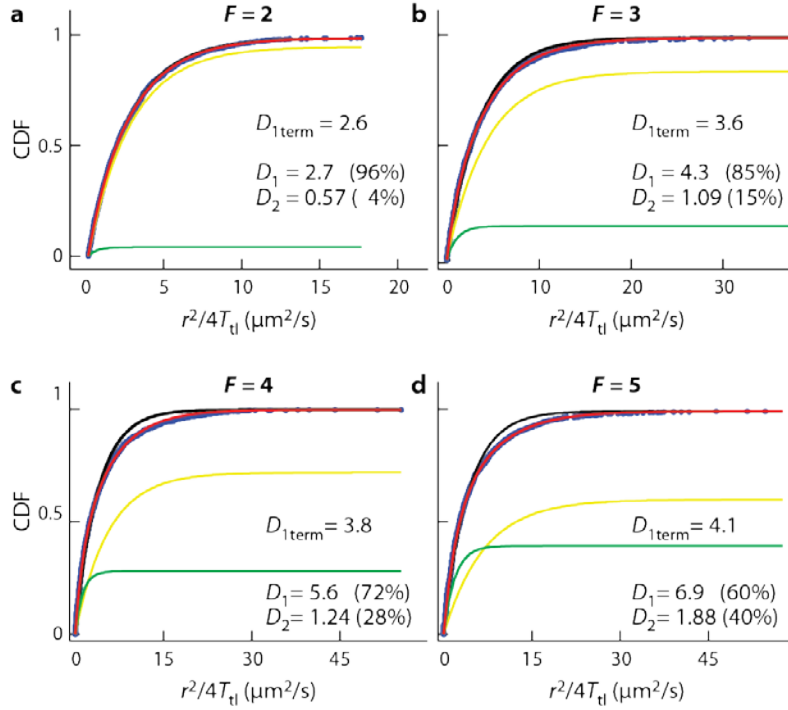 a
F = 2
CDF
1
0.5
0
D1term = 2.6
D1 = 2.7 (96%)
D2 = 0.57 ( 4%)
0 5 10 15 20
r²/4Ttl (µm²/s)
b
F = 3
D1term = 3.6
D1 = 4.3 (85%)
D2 = 1.09 (15%)
0 10 20 30
r²/4Ttl (µm²/s)
c
F = 4
CDF
1
0.5
0
D1term = 3.8
D1 = 5.6 (72%)
D2 = 1.24 (28%)
0 15 30 45
r²/4Ttl (µm²/s)
d
F = 5
D1term = 4.1
D1 = 6.9 (60%)
D2 = 1.88 (40%)
0 15 30 45
r²/4Ttl (µm²/s)